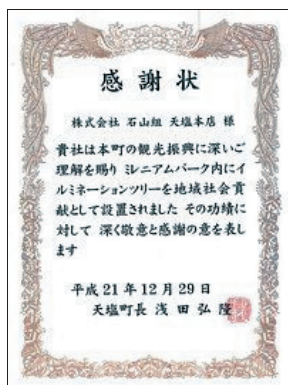 感謝状
株式会社 石山組 天塩本店 様
貴社は本町の観光振興に深いご
理解を賜り ミレニアムパーク内にイ
ルミネーションツリーを地域社会貢
献として設置されました その功績に
対して 深く敬意と感謝の意を表し
ます
平成21年12月29日
天塩町長 浅田弘隆